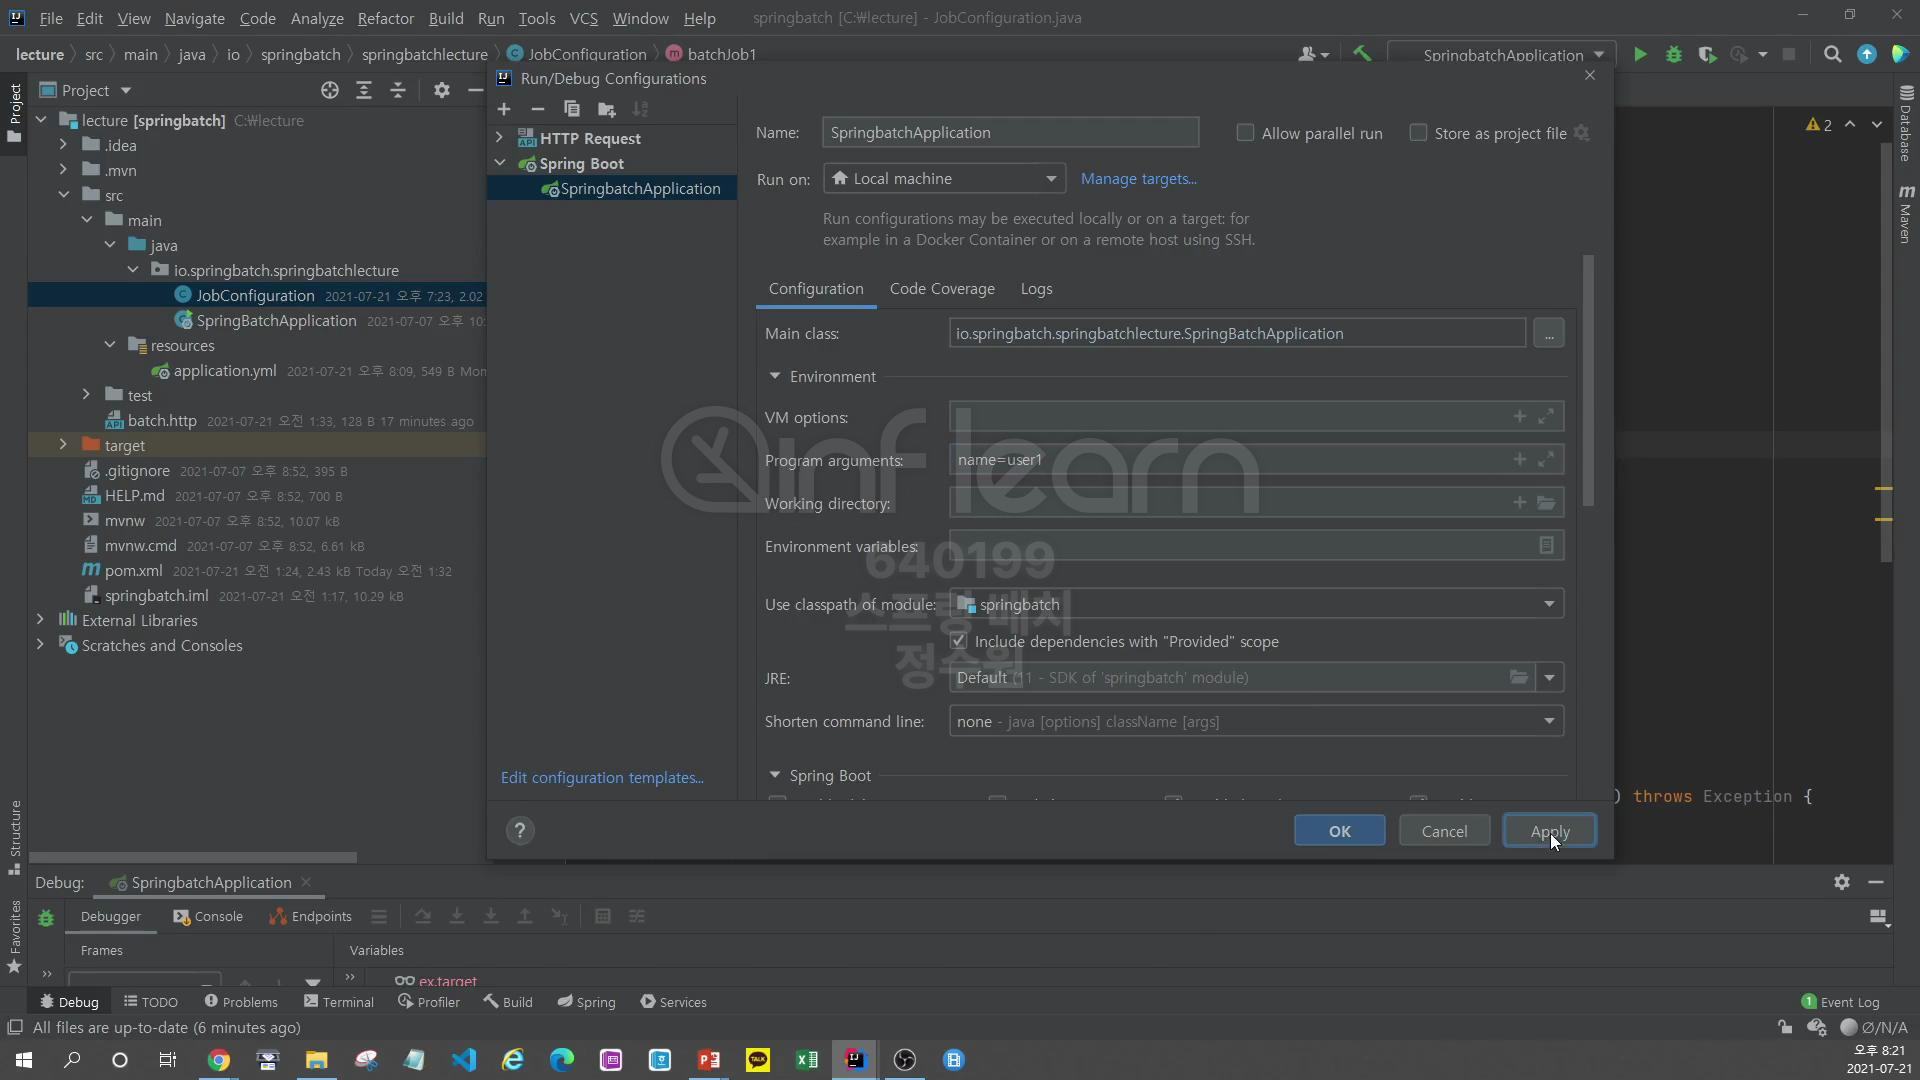 File Edit View Navigate Code Analyze Refactor Build Run Tools VCS Window Help springbatch [C:₩lecture] - JobConfiguration.java
lecture src main java io springbatch springbatchlecture JobConfiguration batchJob1 SpringbatchApplication
Project
Project
lecture [springbatch] C:₩lecture
.idea
.mvn
src
main
java
io.springbatch.springbatchlecture
JobConfiguration 2021-07-21 오후 7:23, 2.02
SpringBatchApplication 2021-07-07 오후 10:
resources
application.yml 2021-07-21 오후 8:09, 549 B Mom
test
batch.http 2021-07-21 오전 1:33, 128 B 17 minutes ago
target
.gitignore 2021-07-07 오후 8:52, 395 B
HELP.md 2021-07-07 오후 8:52, 700 B
mvnw 2021-07-07 오후 8:52, 10.07 kB
mvnw.cmd 2021-07-07 오후 8:52, 6.61 kB
pom.xml 2021-07-21 오전 1:24, 2.43 kB Today 오전 1:32
springbatch.iml 2021-07-21 오전 1:17, 10.29 kB
External Libraries
Scratches and Consoles
Run/Debug Configurations
HTTP Request
Spring Boot
SpringbatchApplication
Edit configuration templates...
Name: SpringbatchApplication Allow parallel run Store as project file
Run on: Local machine Manage targets...
Run configurations may be executed locally or on a target: for
example in a Docker Container or on a remote host using SSH.
Configuration Code Coverage Logs
Main class: io.springbatch.springbatchlecture.SpringBatchApplication ...
Environment
VM options:
Program arguments: name=user1
Working directory:
Environment variables:
Use classpath of module: springbatch
Include dependencies with "Provided" scope
JRE: Default (11 - SDK of 'springbatch' module)
Shorten command line: none - java [options] className [args]
Spring Boot
? OK Cancel Apply
inflearn
640199
스프링 배치
정수원
2
Database
Maven
) throws Exception {
Structure
Favorites
Debug: SpringbatchApplication
Debugger Console Endpoints
Frames Variables
ex.target
Debug TODO Problems Terminal Profiler Build Spring Services 1 Event Log
All files are up-to-date (6 minutes ago) Ø/N/A
오후 8:21
2021-07-21